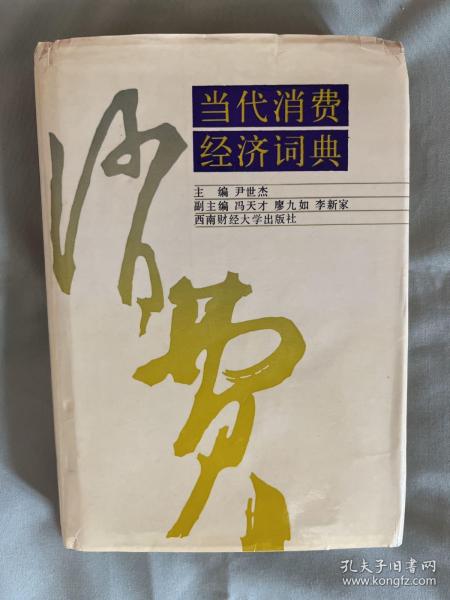 当代消费
经济词典
主 编 尹世杰
副主编 冯天才 廖九如 李新家
西南财经大学出版社
消费
孔夫子旧书网
www.kongfz.com